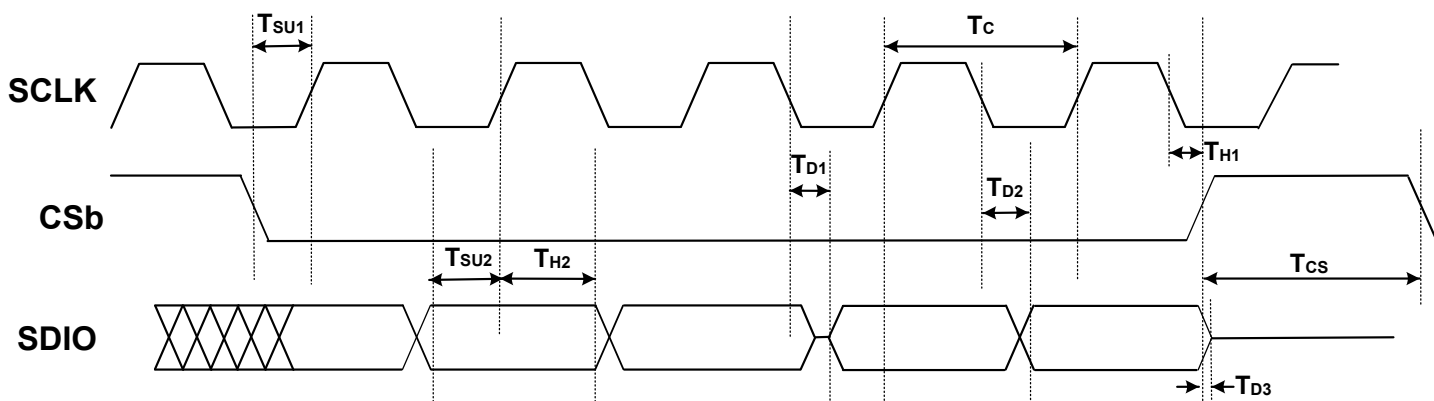 TSU1
TC
SCLK
TH1
TD1
TD2
CSb
TSU2
TH2
TCS
SDIO
TD3